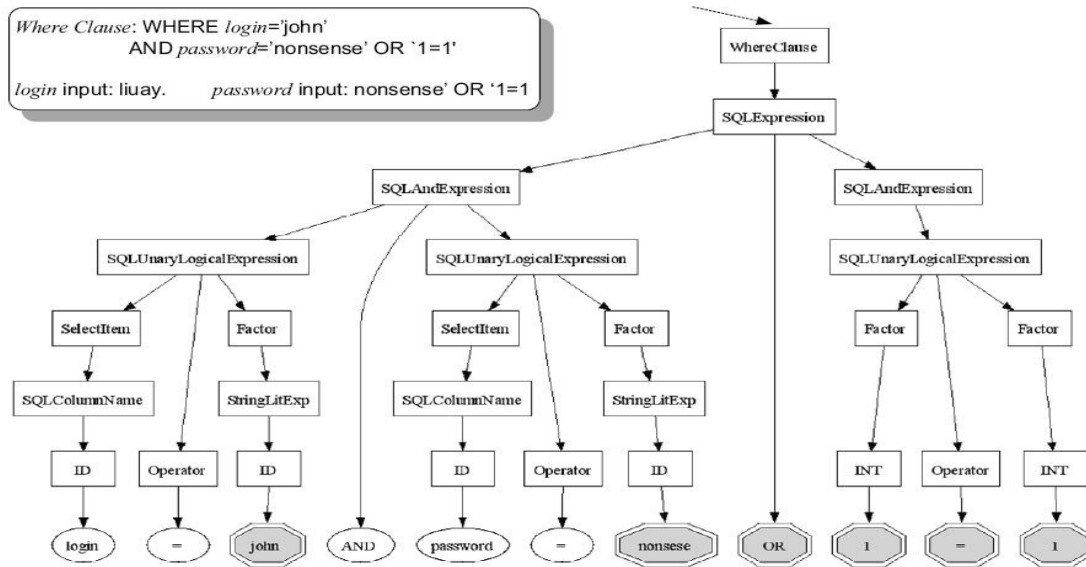 Where Clause: WHERE login='john'
AND password='nonsense' OR `1=1'
login input: liuay. password input: nonsense' OR '1=1
WhereClause
SQLExpression
SQLAndExpression SQLAndExpression
SQLUnaryLogicalExpression SQLUnaryLogicalExpression SQLUnaryLogicalExpression
SelectItem Factor SelectItem Factor Factor Factor
SQLColumnName StringLitExp SQLColumnName StringLitExp
ID Operator ID ID Operator ID INT Operator INT
login = john AND password = nonsese OR 1 = 1